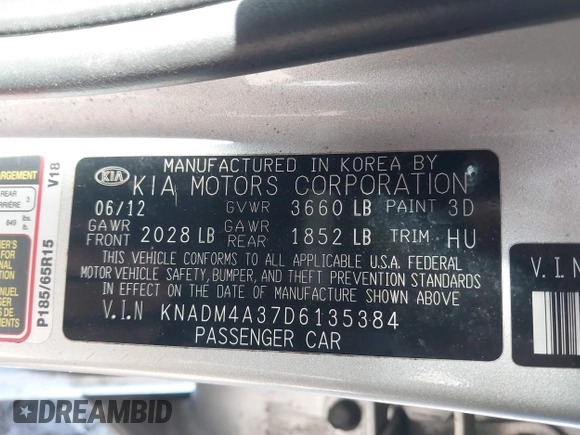 MANUFACTURED IN KOREA BY
KIA KIA MOTORS CORPORATION
06/12 GVWR 3660 LB PAINT 3D
GAWR FRONT 2028 LB GAWR REAR 1852 LB TRIM HU
THIS VEHICLE CONFORMS TO ALL APPLICABLE U.S.A. FEDERAL
MOTOR VEHICLE SAFETY, BUMPER, AND THEFT PREVENTION STANDARDS
IN EFFECT ON THE DATE OF MANUFACTURE SHOWN ABOVE
V.I.N KNADM4A37D6135384
PASSENGER CAR
V18
P185/65R15
REAR
3
649
lbs.
V.I.N
DREAMBID